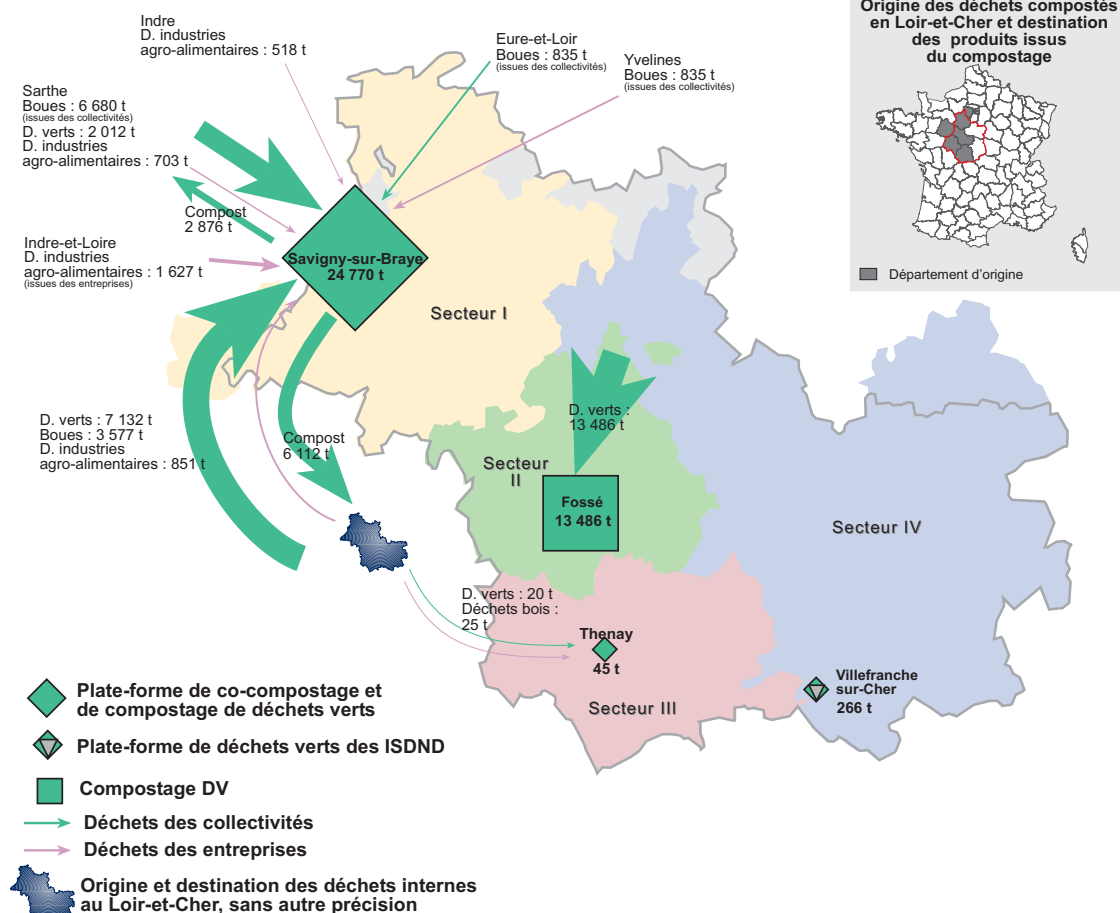 Origine des déchets compostés
en Loir-et-Cher et destination
des produits issus
du compostage
Département d'origine
Indre
D. industries
agro-alimentaires : 518 t
Eure-et-Loir
Boues : 835 t
(issues des collectivités)
Yvelines
Boues : 835 t
(issues des collectivités)
Sarthe
Boues : 6 680 t
(issues des collectivités)
D. verts : 2 012 t
D. industries
agro-alimentaires : 703 t
Compost
2 876 t
Indre-et-Loire
D. industries
agro-alimentaires : 1 627 t
(issues des entreprises)
Savigny-sur-Braye
24 770 t
Secteur I
D. verts : 7 132 t
Boues : 3 577 t
D. industries
agro-alimentaires : 851 t
Compost
6 112 t
D. verts :
13 486 t
Secteur
II
Fossé
13 486 t
Secteur IV
D. verts : 20 t
Déchets bois :
25 t
Thenay
45 t
Secteur III
Villefranche
sur-Cher
266 t
Plate-forme de co-compostage et
de compostage de déchets verts
Plate-forme de déchets verts des ISDND
Compostage DV
Déchets des collectivités
Déchets des entreprises
Origine et destination des déchets internes
au Loir-et-Cher, sans autre précision